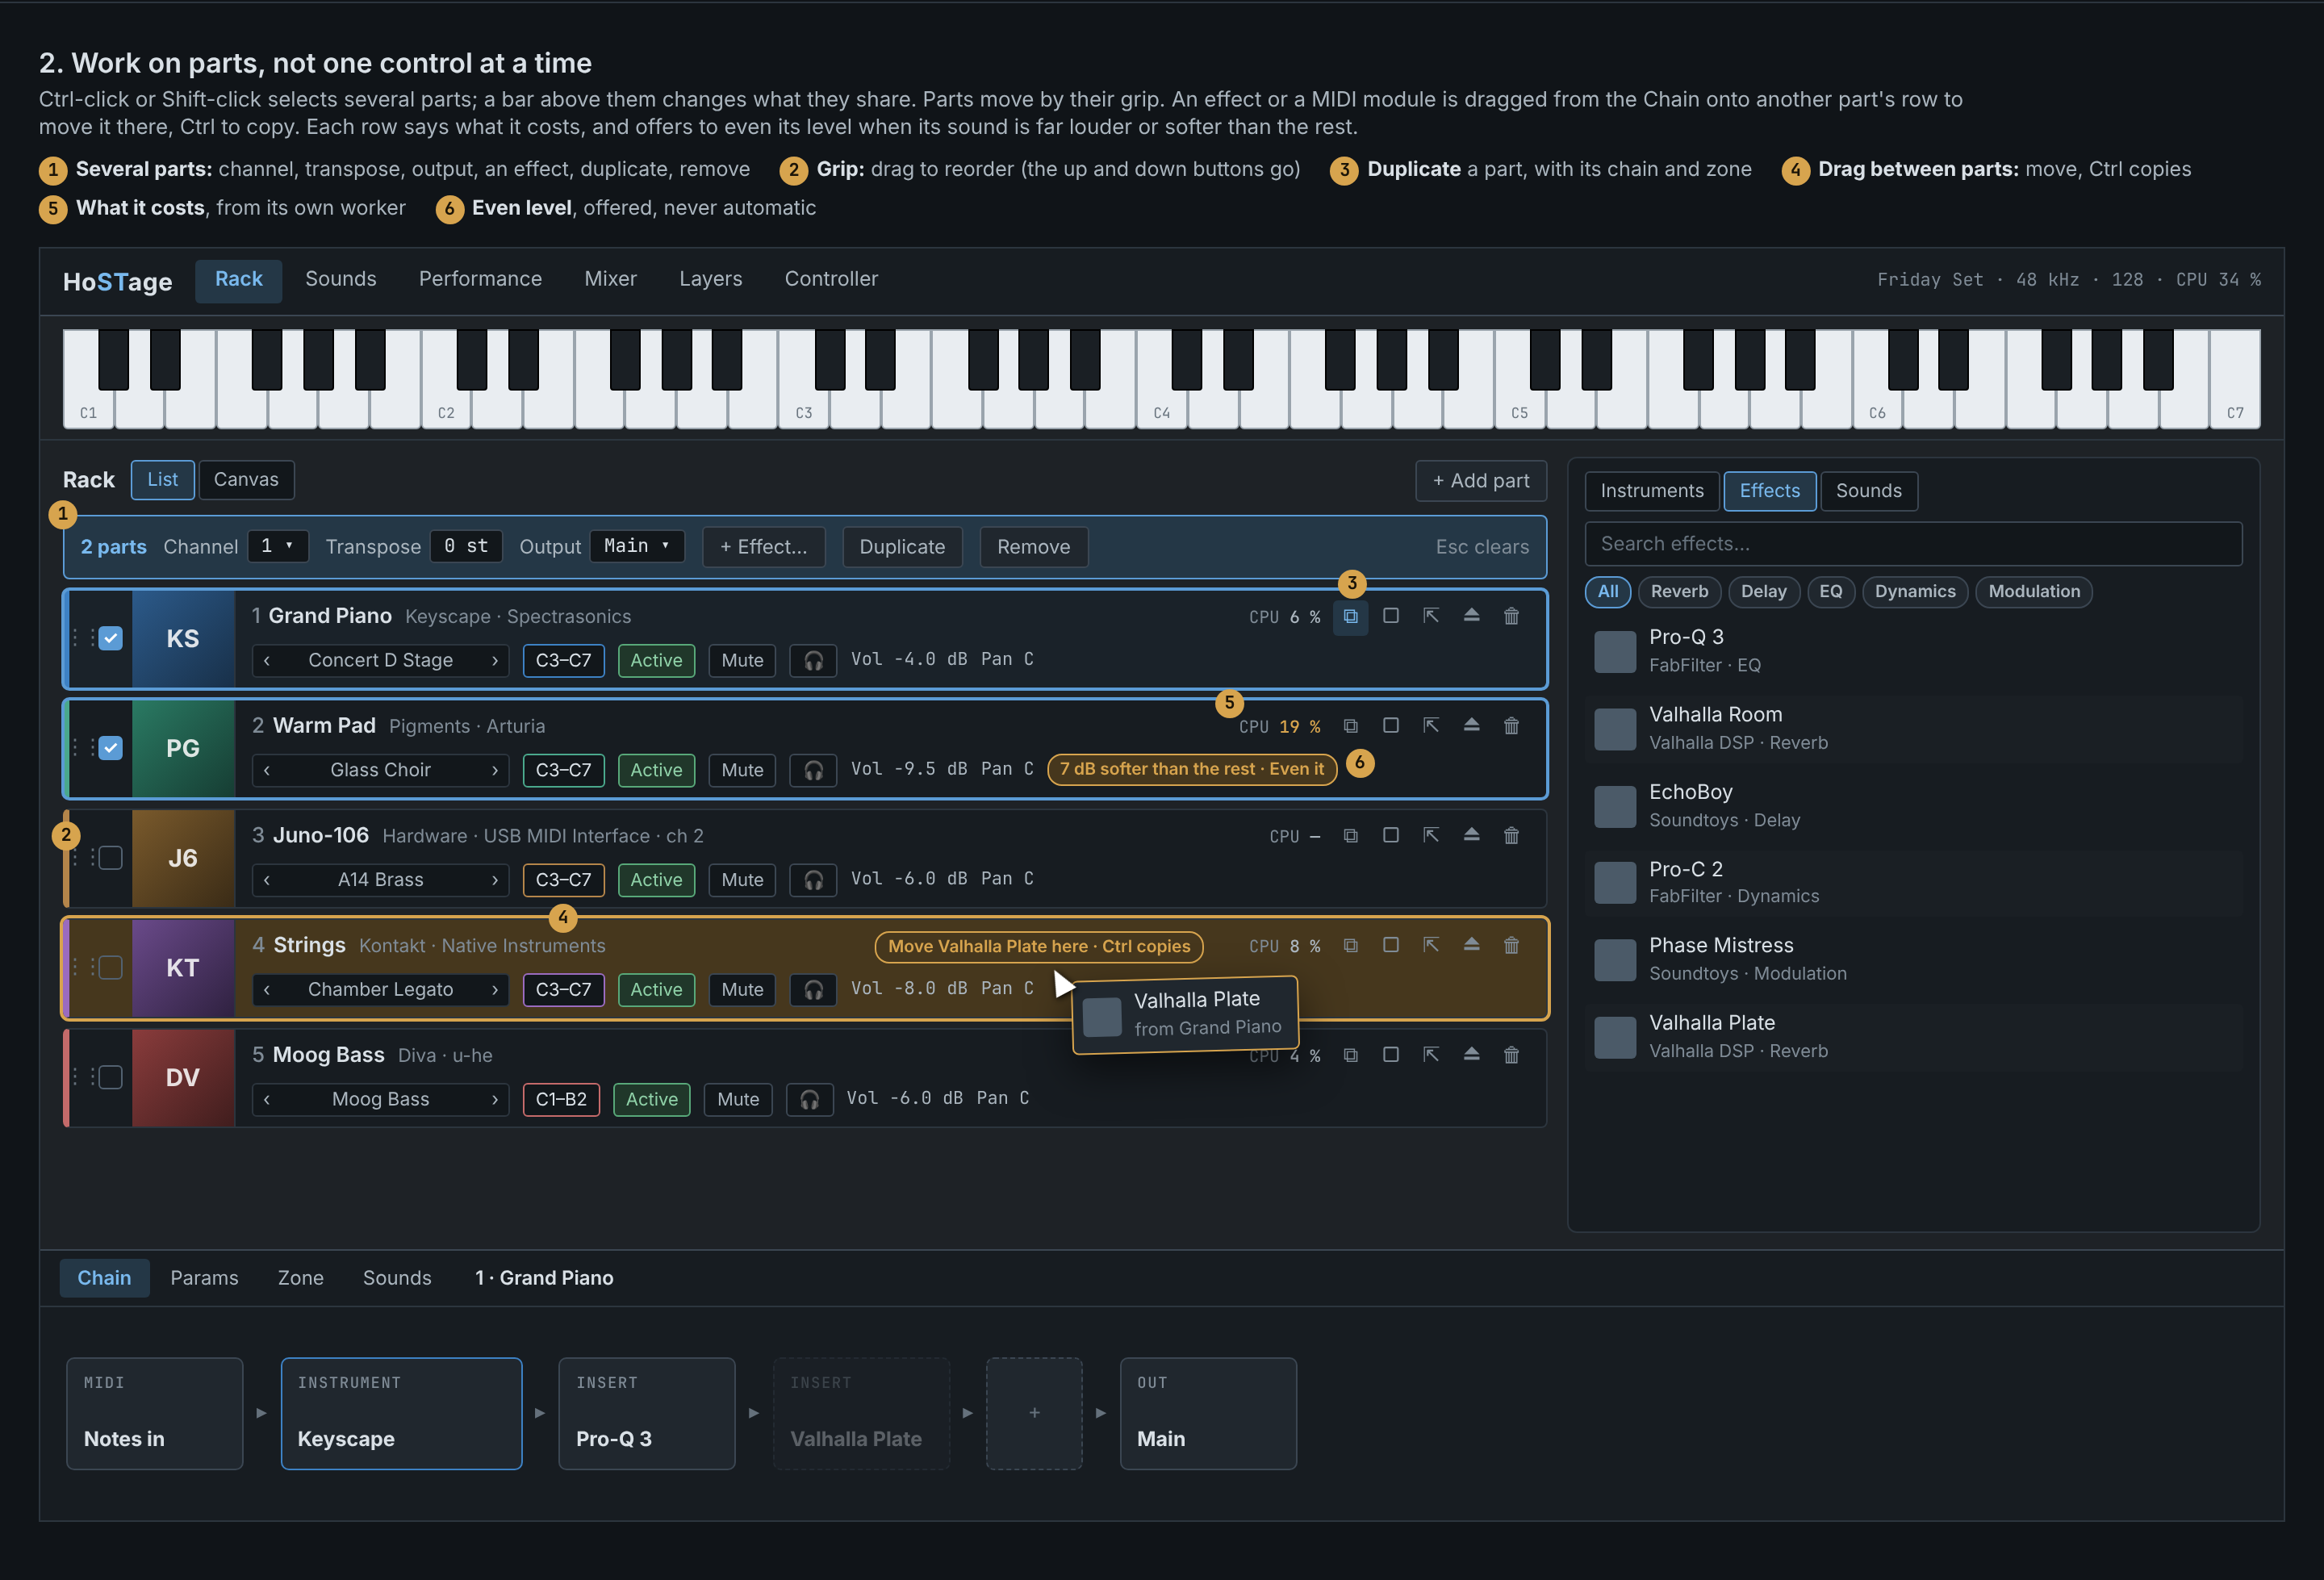 2. Work on parts, not one control at a time
Ctrl-click or Shift-click selects several parts; a bar above them changes what they share. Parts move by their grip. An effect or a MIDI module is dragged from the Chain onto another part's row to
move it there, Ctrl to copy. Each row says what it costs, and offers to even its level when its sound is far louder or softer than the rest.
1 Several parts: channel, transpose, output, an effect, duplicate, remove 2 Grip: drag to reorder (the up and down buttons go) 3 Duplicate a part, with its chain and zone 4 Drag between parts: move, Ctrl copies
5 What it costs, from its own worker 6 Even level, offered, never automatic
HoSTage Rack Sounds Performance Mixer Layers Controller Friday Set · 48 kHz · 128 · CPU 34 %
C1 C2 C3 C4 C5 C6 C7
Rack List Canvas + Add part
1
2 parts Channel 1 ▾ Transpose 0 st Output Main ▾ + Effect... Duplicate Remove Esc clears
3
KS
1 Grand Piano Keyscape · Spectrasonics CPU 6 %
‹ Concert D Stage › C3–C7 Active Mute Vol -4.0 dB Pan C
5
PG
2 Warm Pad Pigments · Arturia CPU 19 %
‹ Glass Choir › C3–C7 Active Mute Vol -9.5 dB Pan C 7 dB softer than the rest · Even it 6
2
J6
3 Juno-106 Hardware · USB MIDI Interface · ch 2 CPU –
‹ A14 Brass › C3–C7 Active Mute Vol -6.0 dB Pan C
4
KT
4 Strings Kontakt · Native Instruments Move Valhalla Plate here · Ctrl copies CPU 8 %
‹ Chamber Legato › C3–C7 Active Mute Vol -8.0 dB Pan C
Valhalla Plate
from Grand Piano
DV
5 Moog Bass Diva · u-he CPU 4 %
‹ Moog Bass › C1–B2 Active Mute Vol -6.0 dB Pan C
Instruments Effects Sounds
Search effects...
All Reverb Delay EQ Dynamics Modulation
Pro-Q 3
FabFilter · EQ
Valhalla Room
Valhalla DSP · Reverb
EchoBoy
Soundtoys · Delay
Pro-C 2
FabFilter · Dynamics
Phase Mistress
Soundtoys · Modulation
Valhalla Plate
Valhalla DSP · Reverb
Chain Params Zone Sounds 1 · Grand Piano
MIDI INSTRUMENT INSERT INSERT OUT
Notes in ▸ Keyscape ▸ Pro-Q 3 ▸ Valhalla Plate ▸ + ▸ Main